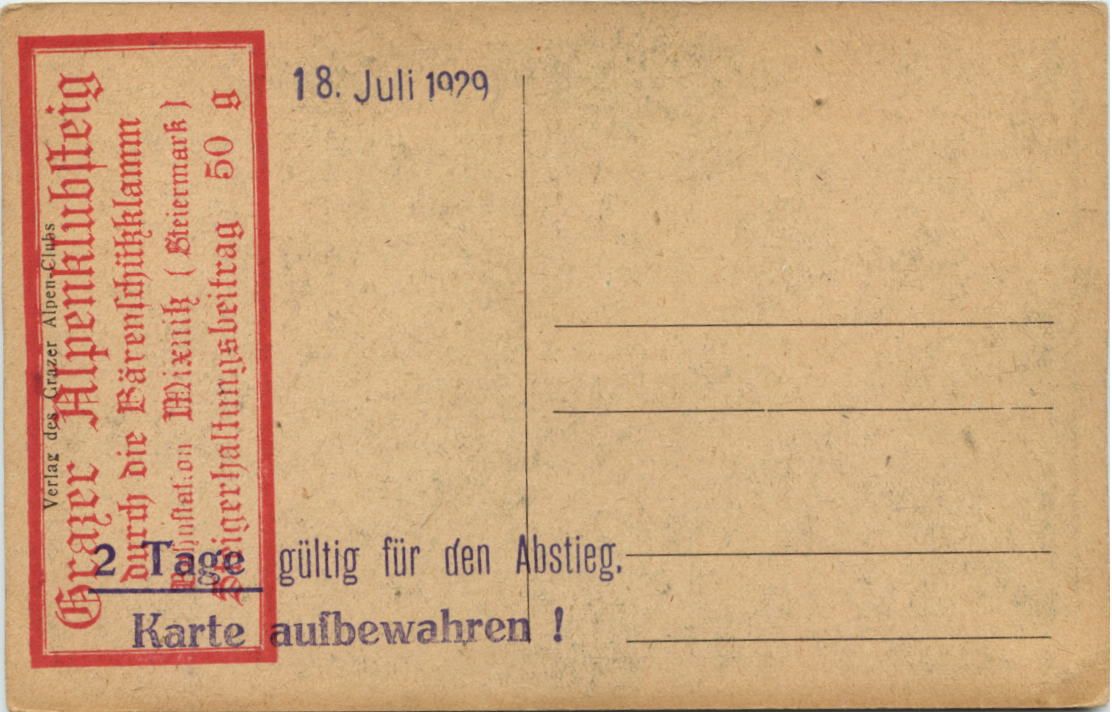 18. Juli 1929
Verlag des Grazer Alpen-Clubs
Grazer Alpenklubsteig
durch die Bärenschützklamm
Bahnstation Mixnitz ( Steiermark )
Steigerhaltungsbeitrag 50 g
2 Tage gültig für den Abstieg.
Karte aufbewahren !